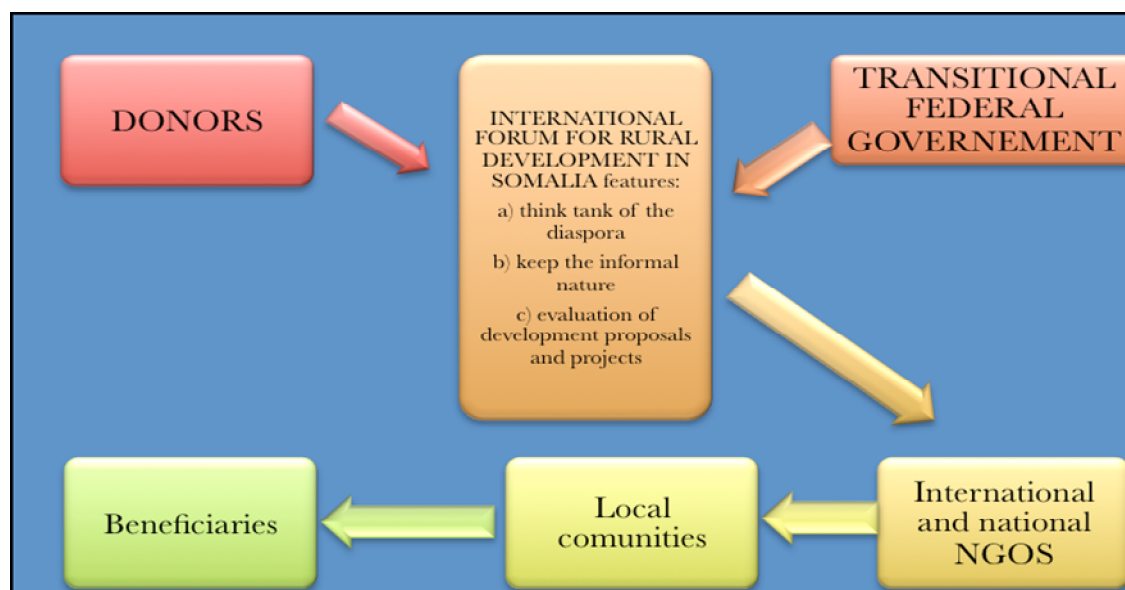 DONORS
INTERNATIONAL
FORUM FOR RURAL
DEVELOPMENT IN
SOMALIA features:
a) think tank of the
diaspora
b) keep the informal
nature
c) evaluation of
development proposals
and projects
TRANSITIONAL
FEDERAL
GOVERNEMENT
Beneficiaries
Local
comunities
International
and national
NGOS